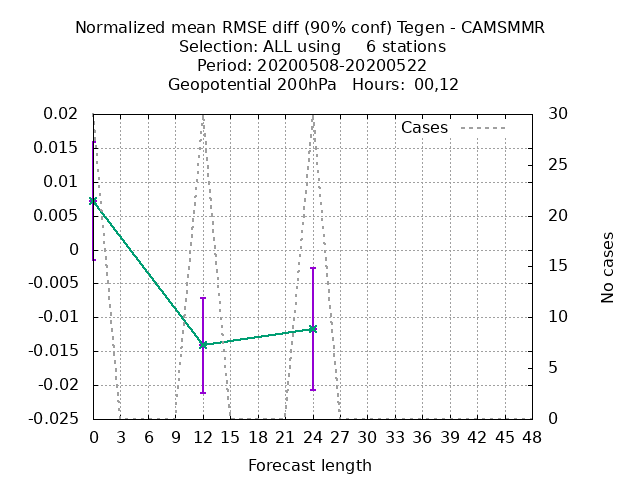 Normalized mean RMSE diff (90% conf) Tegen - CAMSMMR
Selection: ALL using     6 stations
Period: 20200508-20200522
Geopotential 200hPa   Hours:  00,12
Cases
0.02
0.015
0.01
0.005
0
-0.005
-0.01
-0.015
-0.02
-0.025
30
25
20
15
10
5
0
No cases
0 3 6 9 12 15 18 21 24 27 30 33 36 39 42 45 48
Forecast length